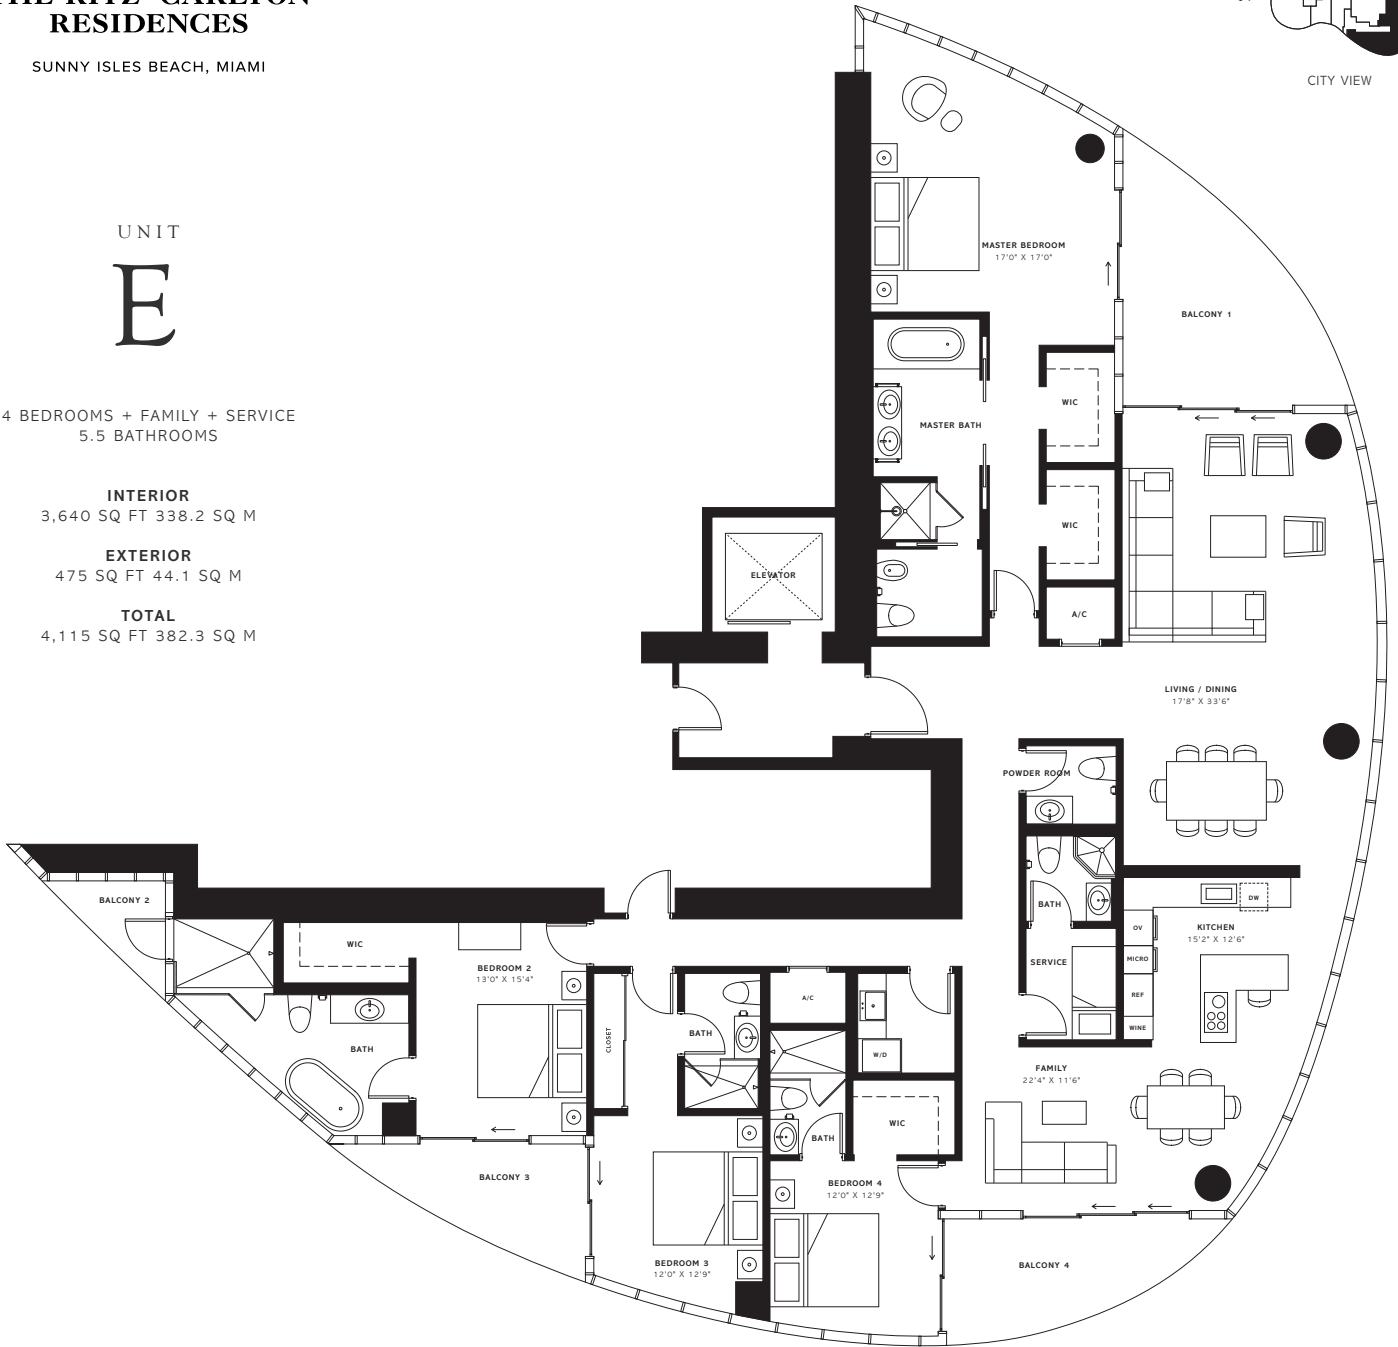 THE RITZ-CARLTON
RESIDENCES
SUNNY ISLES BEACH, MIAMI
CITY VIEW
UNIT
E
4 BEDROOMS + FAMILY + SERVICE
5.5 BATHROOMS
INTERIOR
3,640 SQ FT 338.2 SQ M
EXTERIOR
475 SQ FT 44.1 SQ M
TOTAL
4,115 SQ FT 382.3 SQ M
MASTER BEDROOM
17'0" X 17'0"
BALCONY 1
WIC
MASTER BATH
WIC
ELEVATOR
A/C
LIVING / DINING
17'8" X 33'6"
POWDER ROOM
BALCONY 2
BATH
DW
OV
KITCHEN
15'2" X 12'6"
WIC
MICRO
SERVICE
BEDROOM 2
13'0" X 15'4"
REF
A/C
WINE
BATH
CLOSET
BATH
W/D
FAMILY
22'4" X 11'6"
WIC
BATH
BALCONY 3
BEDROOM 4
12'0" X 12'9"
BEDROOM 3
12'0" X 12'9"
BALCONY 4